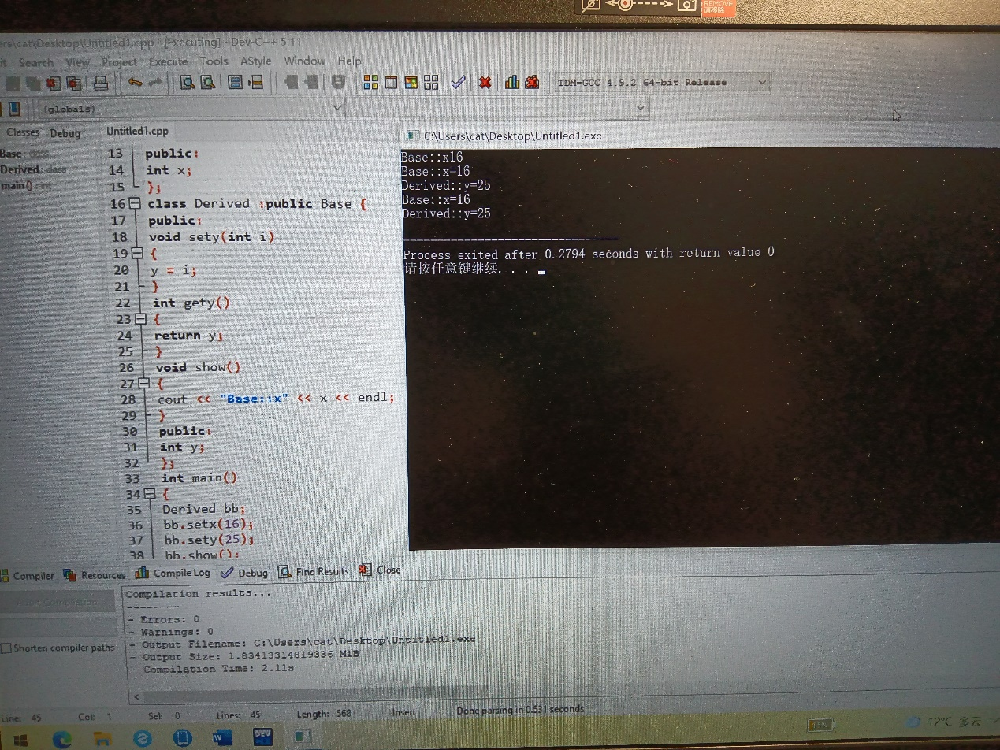 REMOVE
请移除
ers\cat\Desktop\Untitled1.cpp - [Executing] - Dev-C++ 5.11
it Search View Project Execute Tools AStyle Window Help
TDM-GCC 4.9.2 64-bit Release
(globals)
Classes Debug
Base : class
Derived : class
main() : int
Untitled1.cpp
13 public:
14 int x;
15 };
16 class Derived :public Base {
17 public:
18 void sety(int i)
19 {
20 y = i;
21 }
22 int gety()
23 {
24 return y;
25 }
26 void show()
27 {
28 cout << "Base::x" << x << endl;
29 }
30 public:
31 int y;
32 };
33 int main()
34 {
35 Derived bb;
36 bb.setx(16);
37 bb.sety(25);
38 bb.show();
C:\Users\cat\Desktop\Untitled1.exe
Base::x16
Base::x=16
Derived::y=25
Base::x=16
Derived::y=25
--------------------------------
Process exited after 0.2794 seconds with return value 0
请按任意键继续. . .
Compiler Resources Compile Log Debug Find Results Close
Abort Compilation
Shorten compiler paths
Compilation results...
--------
- Errors: 0
- Warnings: 0
- Output Filename: C:\Users\cat\Desktop\Untitled1.exe
- Output Size: 1.83413314819336 MiB
- Compilation Time: 2.11s
Line: 45 Col: 1 Sel: 0 Lines: 45 Length: 568 Insert Done parsing in 0.531 seconds
DEV
12°C 多云